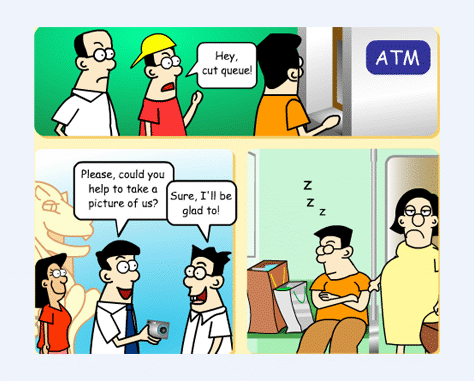 Hey,
cut queue!
ATM
Please, could you
help to take a
picture of us?
Sure, I'll be
glad to!
z
z
z